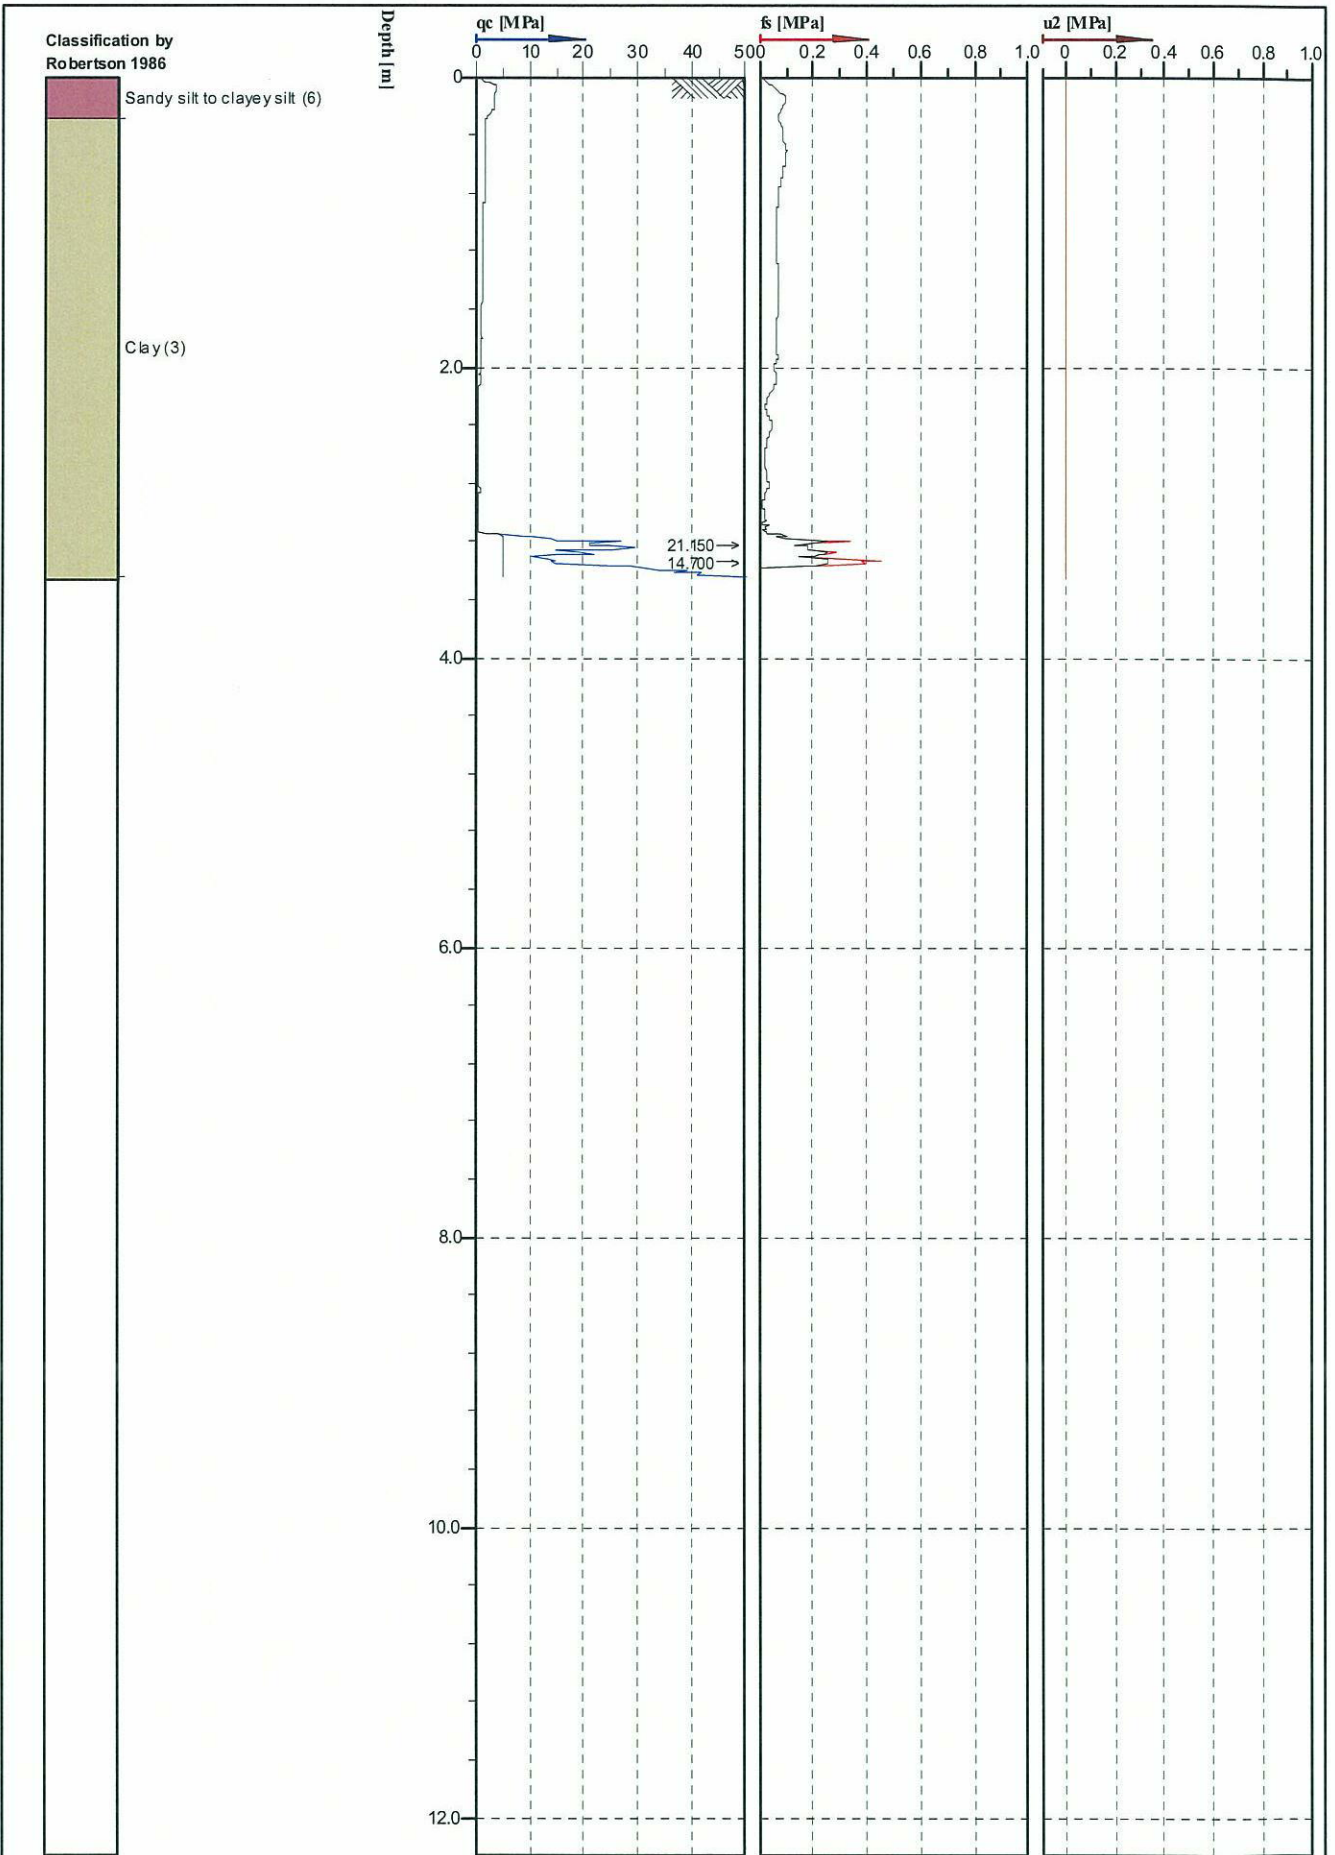 Classification by
Robertson 1986
Sandy silt to clayey silt (6)
Clay (3)
Depth [m]
qc [MPa]
0 10 20 30 40 50
fs [MPa]
0 0.2 0.4 0.6 0.8 1.0
u2 [MPa]
0 0.2 0.4 0.6 0.8 1.0
0
2.0
21.150
14.700
4.0
6.0
8.0
10.0
12.0